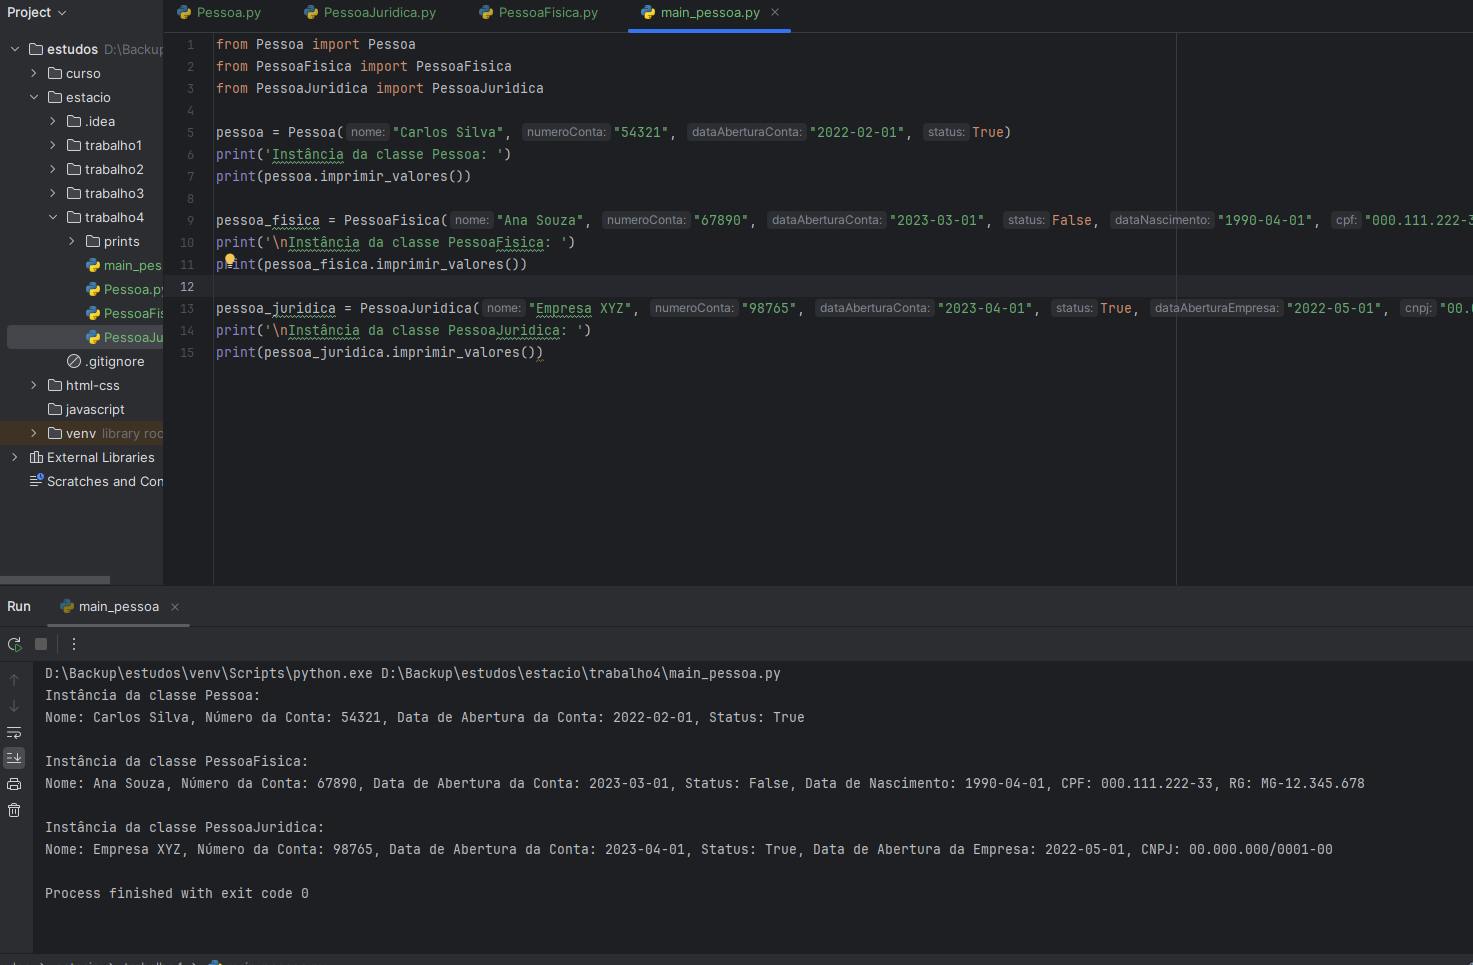 Project
Pessoa.py
PessoaJuridica.py
PessoaFisica.py
main_pessoa.py
estudos D:\Backup
curso
estacio
.idea
trabalho1
trabalho2
trabalho3
trabalho4
prints
main_pes
Pessoa.py
PessoaFis
PessoaJu
.gitignore
html-css
javascript
venv library roo
External Libraries
Scratches and Con
1 from Pessoa import Pessoa
2 from PessoaFisica import PessoaFisica
3 from PessoaJuridica import PessoaJuridica
4
5 pessoa = Pessoa( nome: "Carlos Silva", numeroConta: "54321", dataAberturaConta: "2022-02-01", status: True)
6 print('Instância da classe Pessoa: ')
7 print(pessoa.imprimir_valores())
8
9 pessoa_fisica = PessoaFisica( nome: "Ana Souza", numeroConta: "67890", dataAberturaConta: "2023-03-01", status: False, dataNascimento: "1990-04-01", cpf: "000.111.222-3
10 print('\nInstância da classe PessoaFisica: ')
11 print(pessoa_fisica.imprimir_valores())
12
13 pessoa_juridica = PessoaJuridica( nome: "Empresa XYZ", numeroConta: "98765", dataAberturaConta: "2023-04-01", status: True, dataAberturaEmpresa: "2022-05-01", cnpj: "00.0
14 print('\nInstância da classe PessoaJuridica: ')
15 print(pessoa_juridica.imprimir_valores())
Run main_pessoa
D:\Backup\estudos\venv\Scripts\python.exe D:\Backup\estudos\estacio\trabalho4\main_pessoa.py
Instância da classe Pessoa:
Nome: Carlos Silva, Número da Conta: 54321, Data de Abertura da Conta: 2022-02-01, Status: True
Instância da classe PessoaFisica:
Nome: Ana Souza, Número da Conta: 67890, Data de Abertura da Conta: 2023-03-01, Status: False, Data de Nascimento: 1990-04-01, CPF: 000.111.222-33, RG: MG-12.345.678
Instância da classe PessoaJuridica:
Nome: Empresa XYZ, Número da Conta: 98765, Data de Abertura da Conta: 2023-04-01, Status: True, Data de Abertura da Empresa: 2022-05-01, CNPJ: 00.000.000/0001-00
Process finished with exit code 0